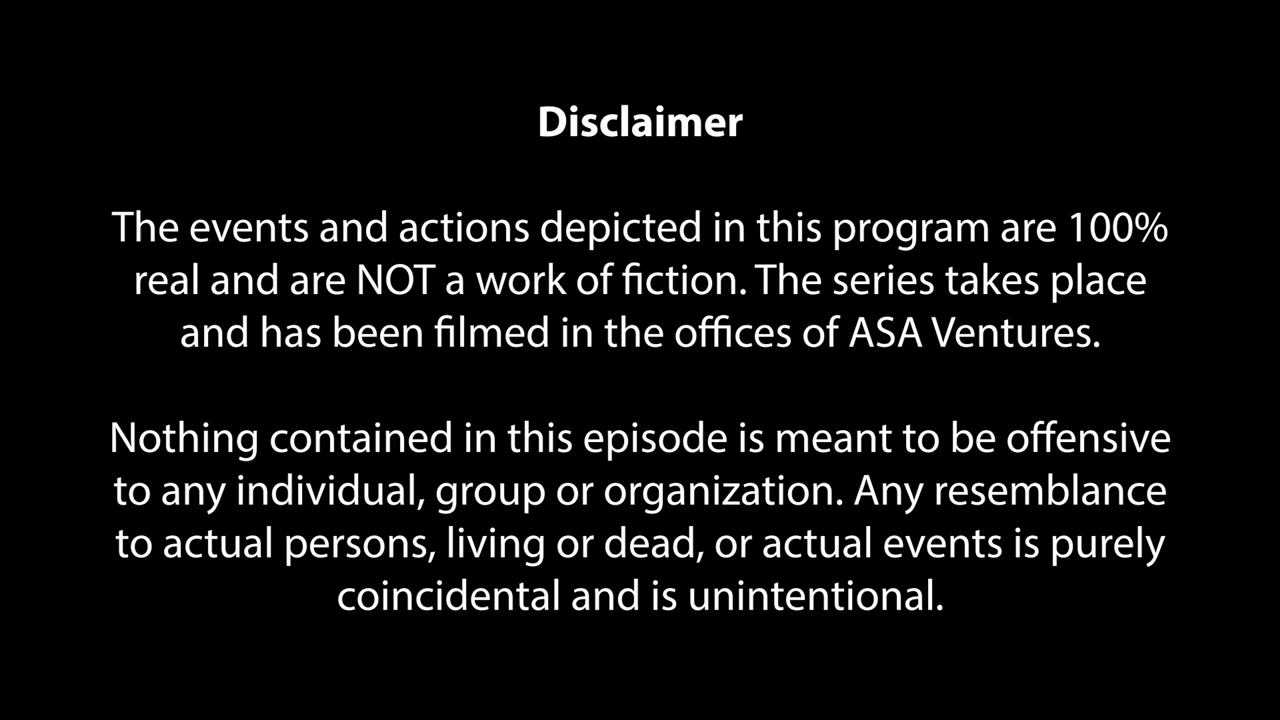 Disclaimer
The events and actions depicted in this program are 100%
real and are NOT a work of fiction. The series takes place
and has been filmed in the offices of ASA Ventures.
Nothing contained in this episode is meant to be offensive
to any individual, group or organization. Any resemblance
to actual persons, living or dead, or actual events is purely
coincidental and is unintentional.